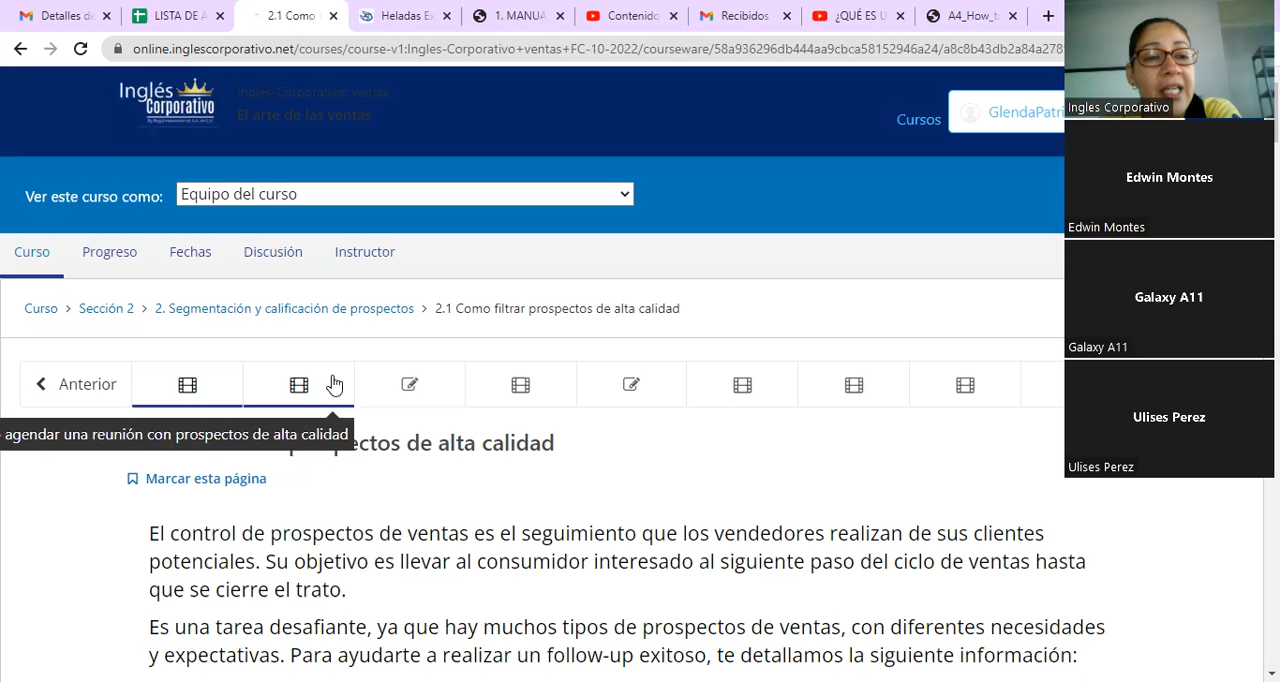 Detalles de
LISTA DE A
2.1 Como
Heladas Ex
1. MANUA
Contenido
Recibidos -
¿QUÉ ES U
A4_How_to
online.inglescorporativo.net/courses/course-v1:Ingles-Corporativo+ventas+FC-10-2022/courseware/58a936296db444aa9cbca58152946a24/a8c8b43db2a84a2789
Inglés
Corporativo
Ingles-Corporativo: ventas
El arte de las ventas
Cursos
GlendaPatri
Ver este curso como:
Equipo del curso
Curso
Progreso
Fechas
Discusión
Instructor
Curso > Sección 2 > 2. Segmentación y calificación de prospectos > 2.1 Como filtrar prospectos de alta calidad
Anterior
agendar una reunión con prospectos de alta calidad
prospectos de alta calidad
Marcar esta página
El control de prospectos de ventas es el seguimiento que los vendedores realizan de sus clientes
potenciales. Su objetivo es llevar al consumidor interesado al siguiente paso del ciclo de ventas hasta
que se cierre el trato.
Es una tarea desafiante, ya que hay muchos tipos de prospectos de ventas, con diferentes necesidades
y expectativas. Para ayudarte a realizar un follow-up exitoso, te detallamos la siguiente información:
Ingles Corporativo
Edwin Montes
Edwin Montes
Galaxy A11
Galaxy A11
Ulises Perez
Ulises Perez